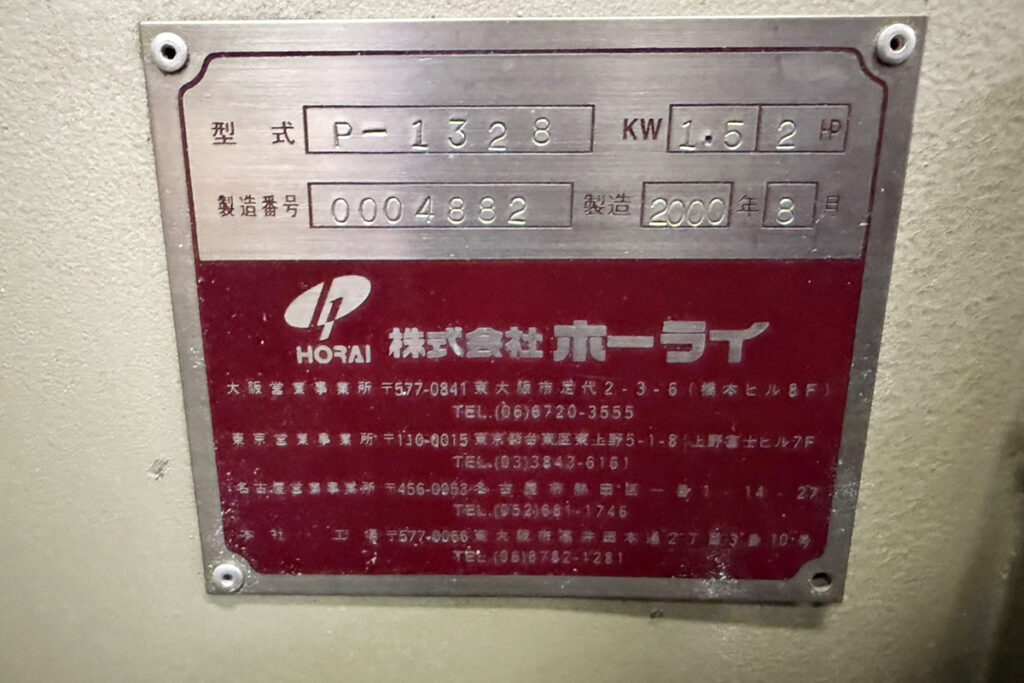 型式 P-1328 KW 1.5 2 HP
製造番号 0004882 製造 2000年 8月
HORAI 株式会社ホーライ
大阪営業事業所 〒577-0841 東大阪市足代2-3-6(橋本ビル8F)
TEL.(06)6720-3555
東京営業事業所 〒110-0015 東京都台東区東上野5-1-8(上野富士ビル7F
TEL.(03)3843-6161
名古屋営業事業所 〒456-0053 名古屋市熱田区一番1-14-27
TEL.(052)681-1746
本社 工場 〒577-0066 東大阪市高井田本通2丁目3番10号
TEL.(06)6782-1281